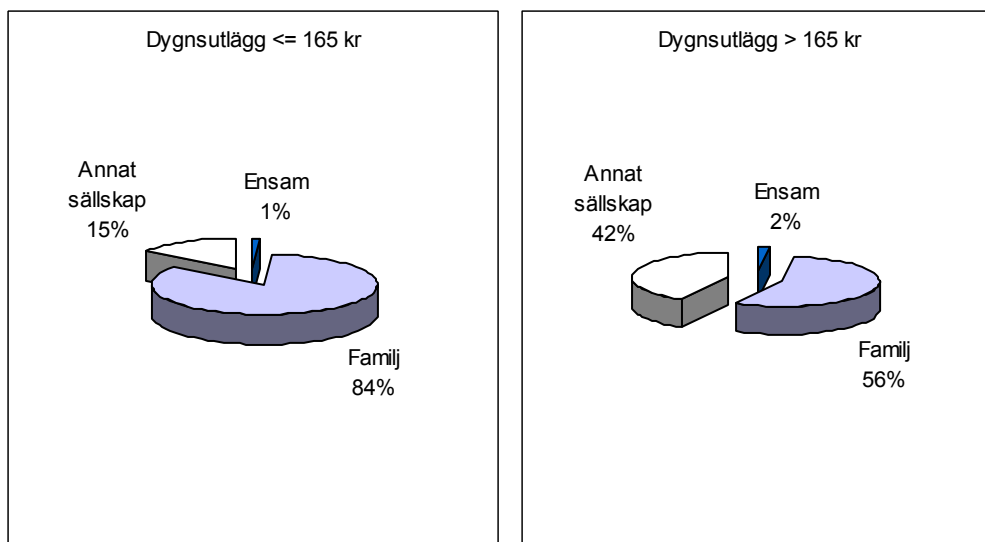 Dygnsutlägg <= 165 kr
Annat
sällskap
15%
Ensam
1%
Familj
84%
Dygnsutlägg > 165 kr
Annat
sällskap
42%
Ensam
2%
Familj
56%